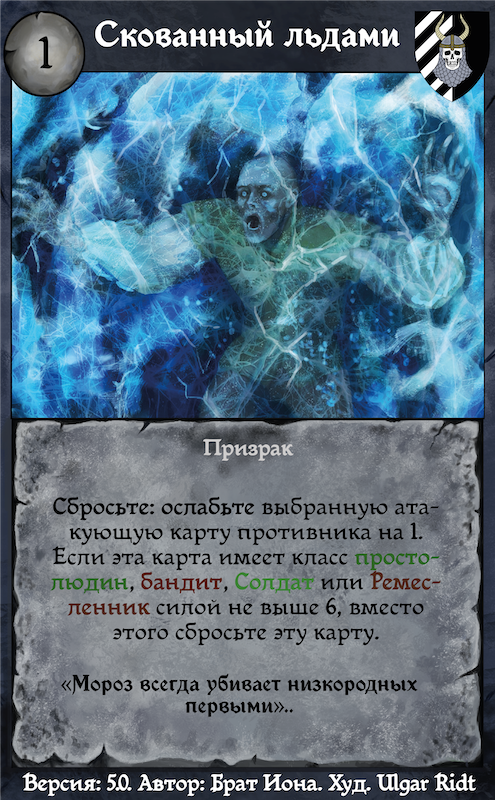 1
Скованный льдами
Призрак
Сбросьте: ослабьте выбранную ата-
кующую карту противника на 1.
Если эта карта имеет класс просто-
людин, бандит, Солдат или Ремес-
ленник силой не выше 6, вместо
этого сбросьте эту карту.
«Мороз всегда убивает низкородных
первыми»..
Версия: 5.0. Автор: Брат Иона. Худ. Ulgar Ridt